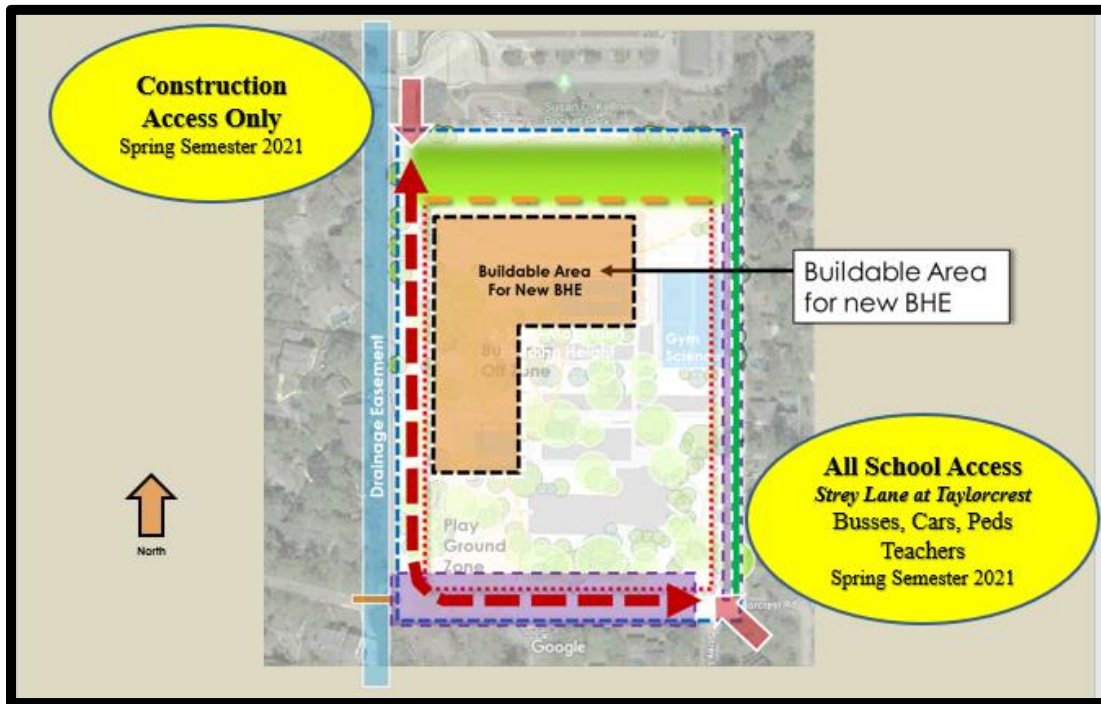 Construction
Access Only
Spring Semester 2021
Buildable Area
For New BHE
Buildable Area
for new BHE
Gym
Drainage Easement
All School Access
Strey Lane at Taylorcrest
Busses, Cars, Peds
Teachers
Spring Semester 2021
North
Play
Ground
Zone
Google